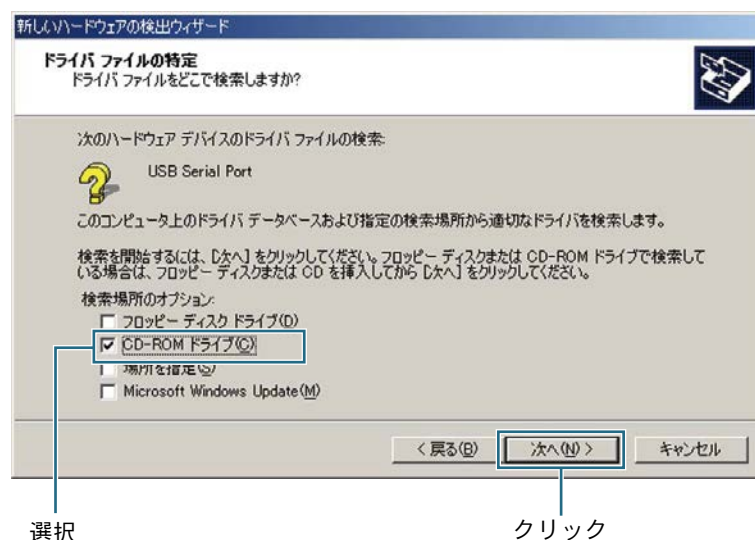 新しいハードウェアの検出ウィザード
ドライバ ファイルの特定
ドライバ ファイルをどこで検索しますか?
次のハードウェア デバイスのドライバ ファイルの検索:
USB Serial Port
このコンピュータ上のドライバ データベースおよび指定の検索場所から適切なドライバを検索します。
検索を開始するには、[次へ] をクリックしてください。フロッピー ディスクまたは CD-ROM ドライブで検索して
いる場合は、フロッピー ディスクまたは CD を挿入してから [次へ] をクリックしてください。
検索場所のオプション:
フロッピー ディスク ドライブ(D)
CD-ROM ドライブ(C)
場所を指定(S)
Microsoft Windows Update(M)
< 戻る(B) 次へ(N) > キャンセル
選択 クリック